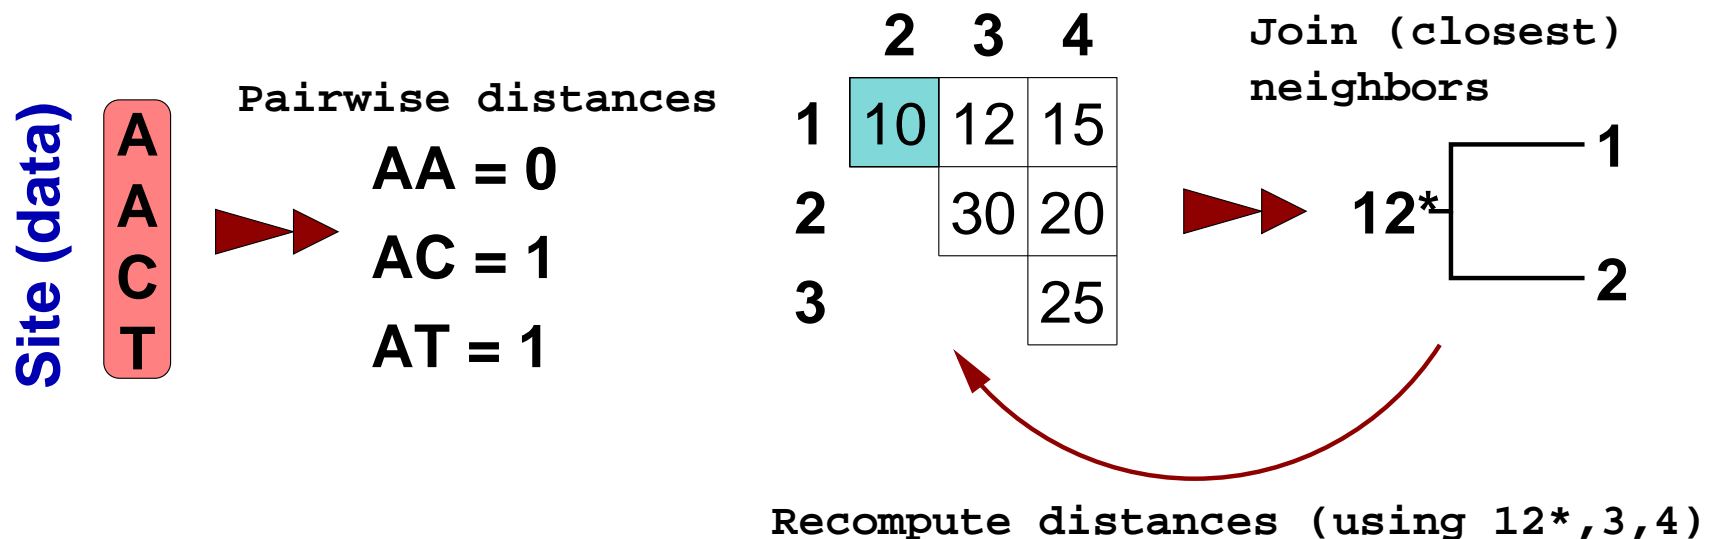 Site (data)
A
A
C
T
Pairwise distances
AA = 0
AC = 1
AT = 1
2 3 4
1 10 12 15
2 30 20
3 25
Join (closest)
neighbors
1
12*
2
Recompute distances (using 12*,3,4)